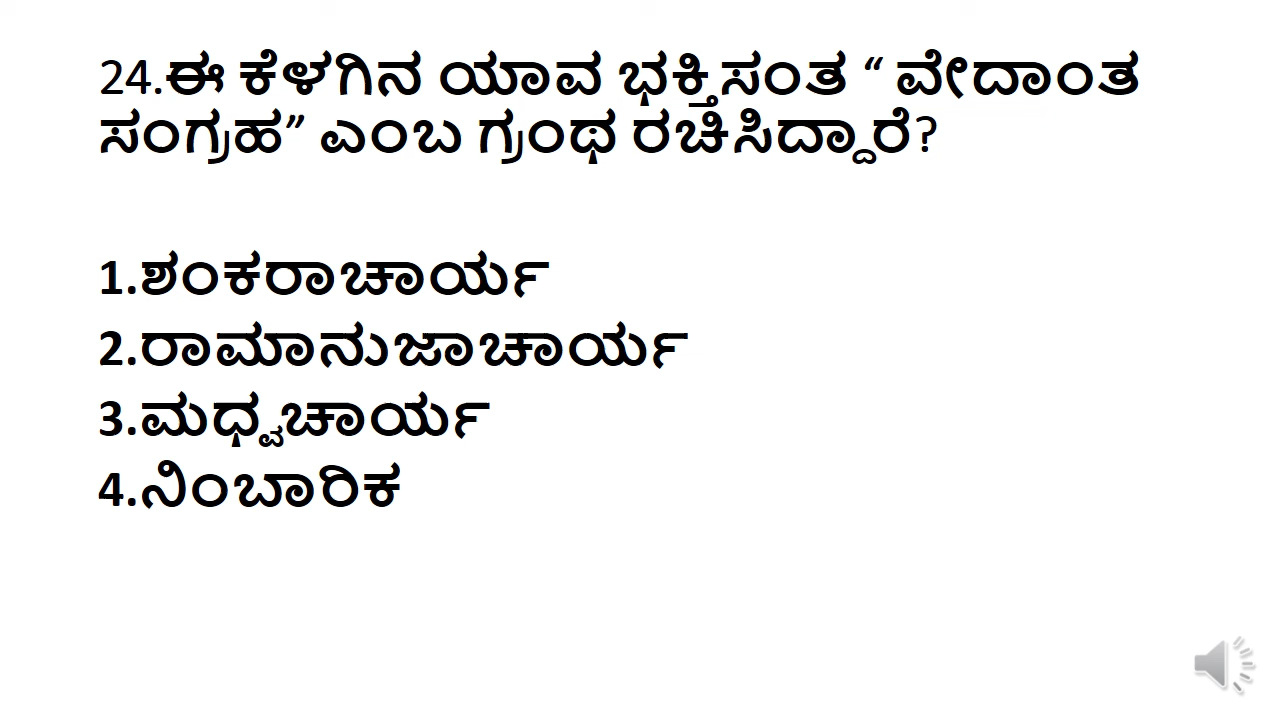 24.ಈ ಕೆಳಗಿನ ಯಾವ ಭಕ್ತಿಸಂತ “ ವೇದಾಂತ
ಸಂಗ್ರಹ” ಎಂಬ ಗ್ರಂಥ ರಚಿಸಿದ್ದಾರೆ?
1.ಶಂಕರಾಚಾರ್ಯ
2.ರಾಮಾನುಜಾಚಾರ್ಯ
3.ಮಧ್ವಚಾರ್ಯ
4.ನಿಂಬಾರಿಕ